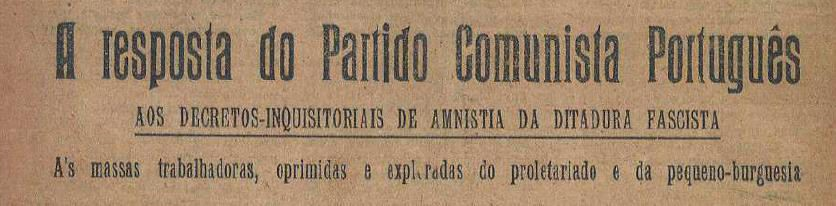 A resposta do Partido Comunista Português
AOS DECRETOS-INQUISITORIAIS DE AMNISTIA DA DITADURA FASCISTA
A's massas trabalhadoras, oprimidas e exploradas do proletariado e da pequeno-burguesia